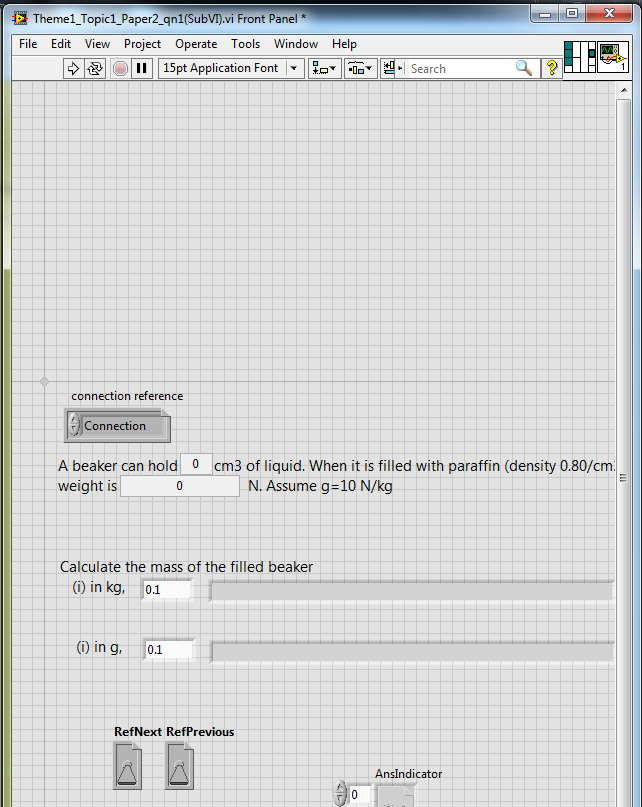 Theme1_Topic1_Paper2_qn1(SubVI).vi Front Panel *
File Edit View Project Operate Tools Window Help
15pt Application Font Search ? 1
connection reference
Connection
A beaker can hold 0 cm3 of liquid. When it is filled with paraffin (density 0.80/cm
weight is 0 N. Assume g=10 N/kg
Calculate the mass of the filled beaker
(i) in kg, 0.1
(i) in g, 0.1
RefNext RefPrevious
AnsIndicator
0